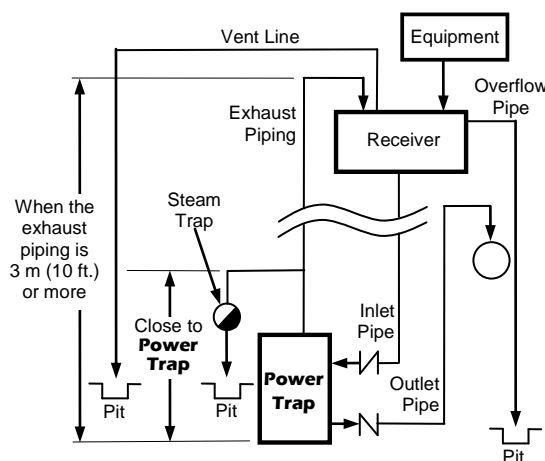 Vent Line
Equipment
Overflow
Pipe
Exhaust
Piping
Receiver
Steam
Trap
When the
exhaust
piping is
3 m (10 ft.)
or more
Close to
Power
Trap
Inlet
Pipe
Power
Trap
Outlet
Pipe
Pit
Pit
Pit